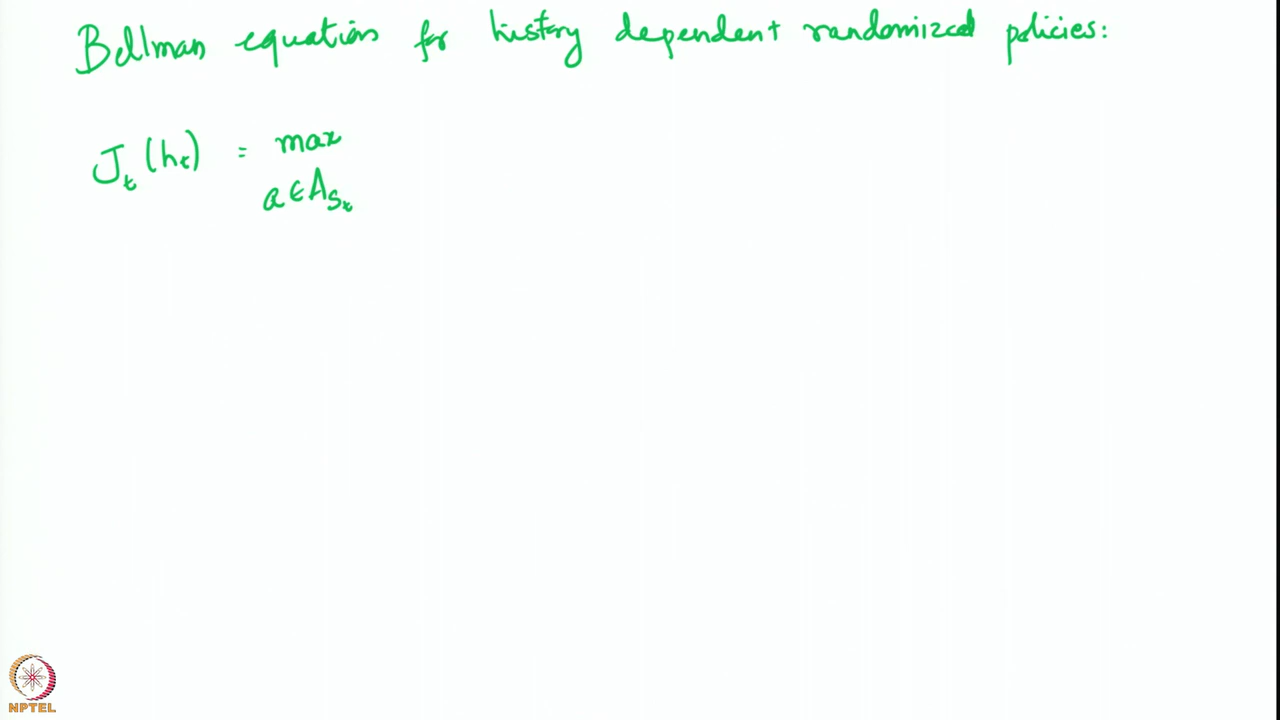 Bellman equation for history dependent randomized policies:
J_t(h_t) = max
a ∈ A_{S_t}
NPTEL